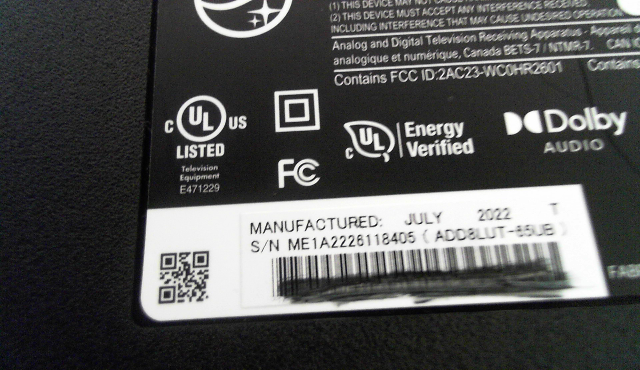 (1) THIS DEVICE MAY NOT CAUSE
(2) THIS DEVICE MUST ACCEPT ANY INTERFERENCE RECEIVED,
INCLUDING INTERFERENCE THAT MAY CAUSE UNDESIRED OPERATION
Analog and Digital Television Receiving Apparatus - Appareil
analogique et numérique, Canada BETS-7 / NTMR-7. CAN
Contains FCC ID:2AC23-WC0HR2601 Contains
C UL US
LISTED
Television
Equipment
E471229
FC
C UL Energy
Verified
Dolby
AUDIO
MANUFACTURED: JULY 2022 T
S/N ME1A2226118405 ( ADD8LUT-65UB )